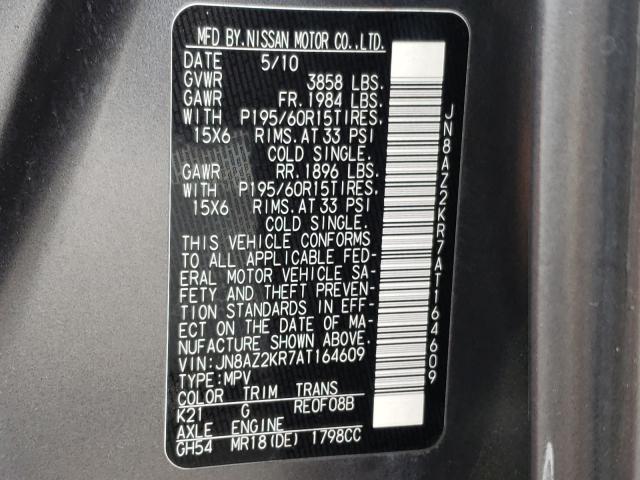 MFD BY.NISSAN MOTOR CO.,LTD.
DATE 5/10
GVWR 3858 LBS.
GAWR FR.1984 LBS.
WITH P195/60R15TIRES.
15X6 RIMS.AT 33 PSI
COLD SINGLE.
GAWR RR.1896 LBS.
WITH P195/60R15TIRES.
15X6 RIMS.AT 33 PSI
COLD SINGLE.
THIS VEHICLE CONFORMS
TO ALL APPLICABLE FED-
ERAL MOTOR VEHICLE SA-
FETY AND THEFT PREVEN-
TION STANDARDS IN EFF-
ECT ON THE DATE OF MA-
NUFACTURE SHOWN ABOVE.
VIN:JN8AZ2KR7AT164609
TYPE:MPV
COLOR TRIM TRANS
K21 G RE0F08B
AXLE ENGINE
GH54 MR18(DE) 1798CC
JN8AZ2KR7AT164609